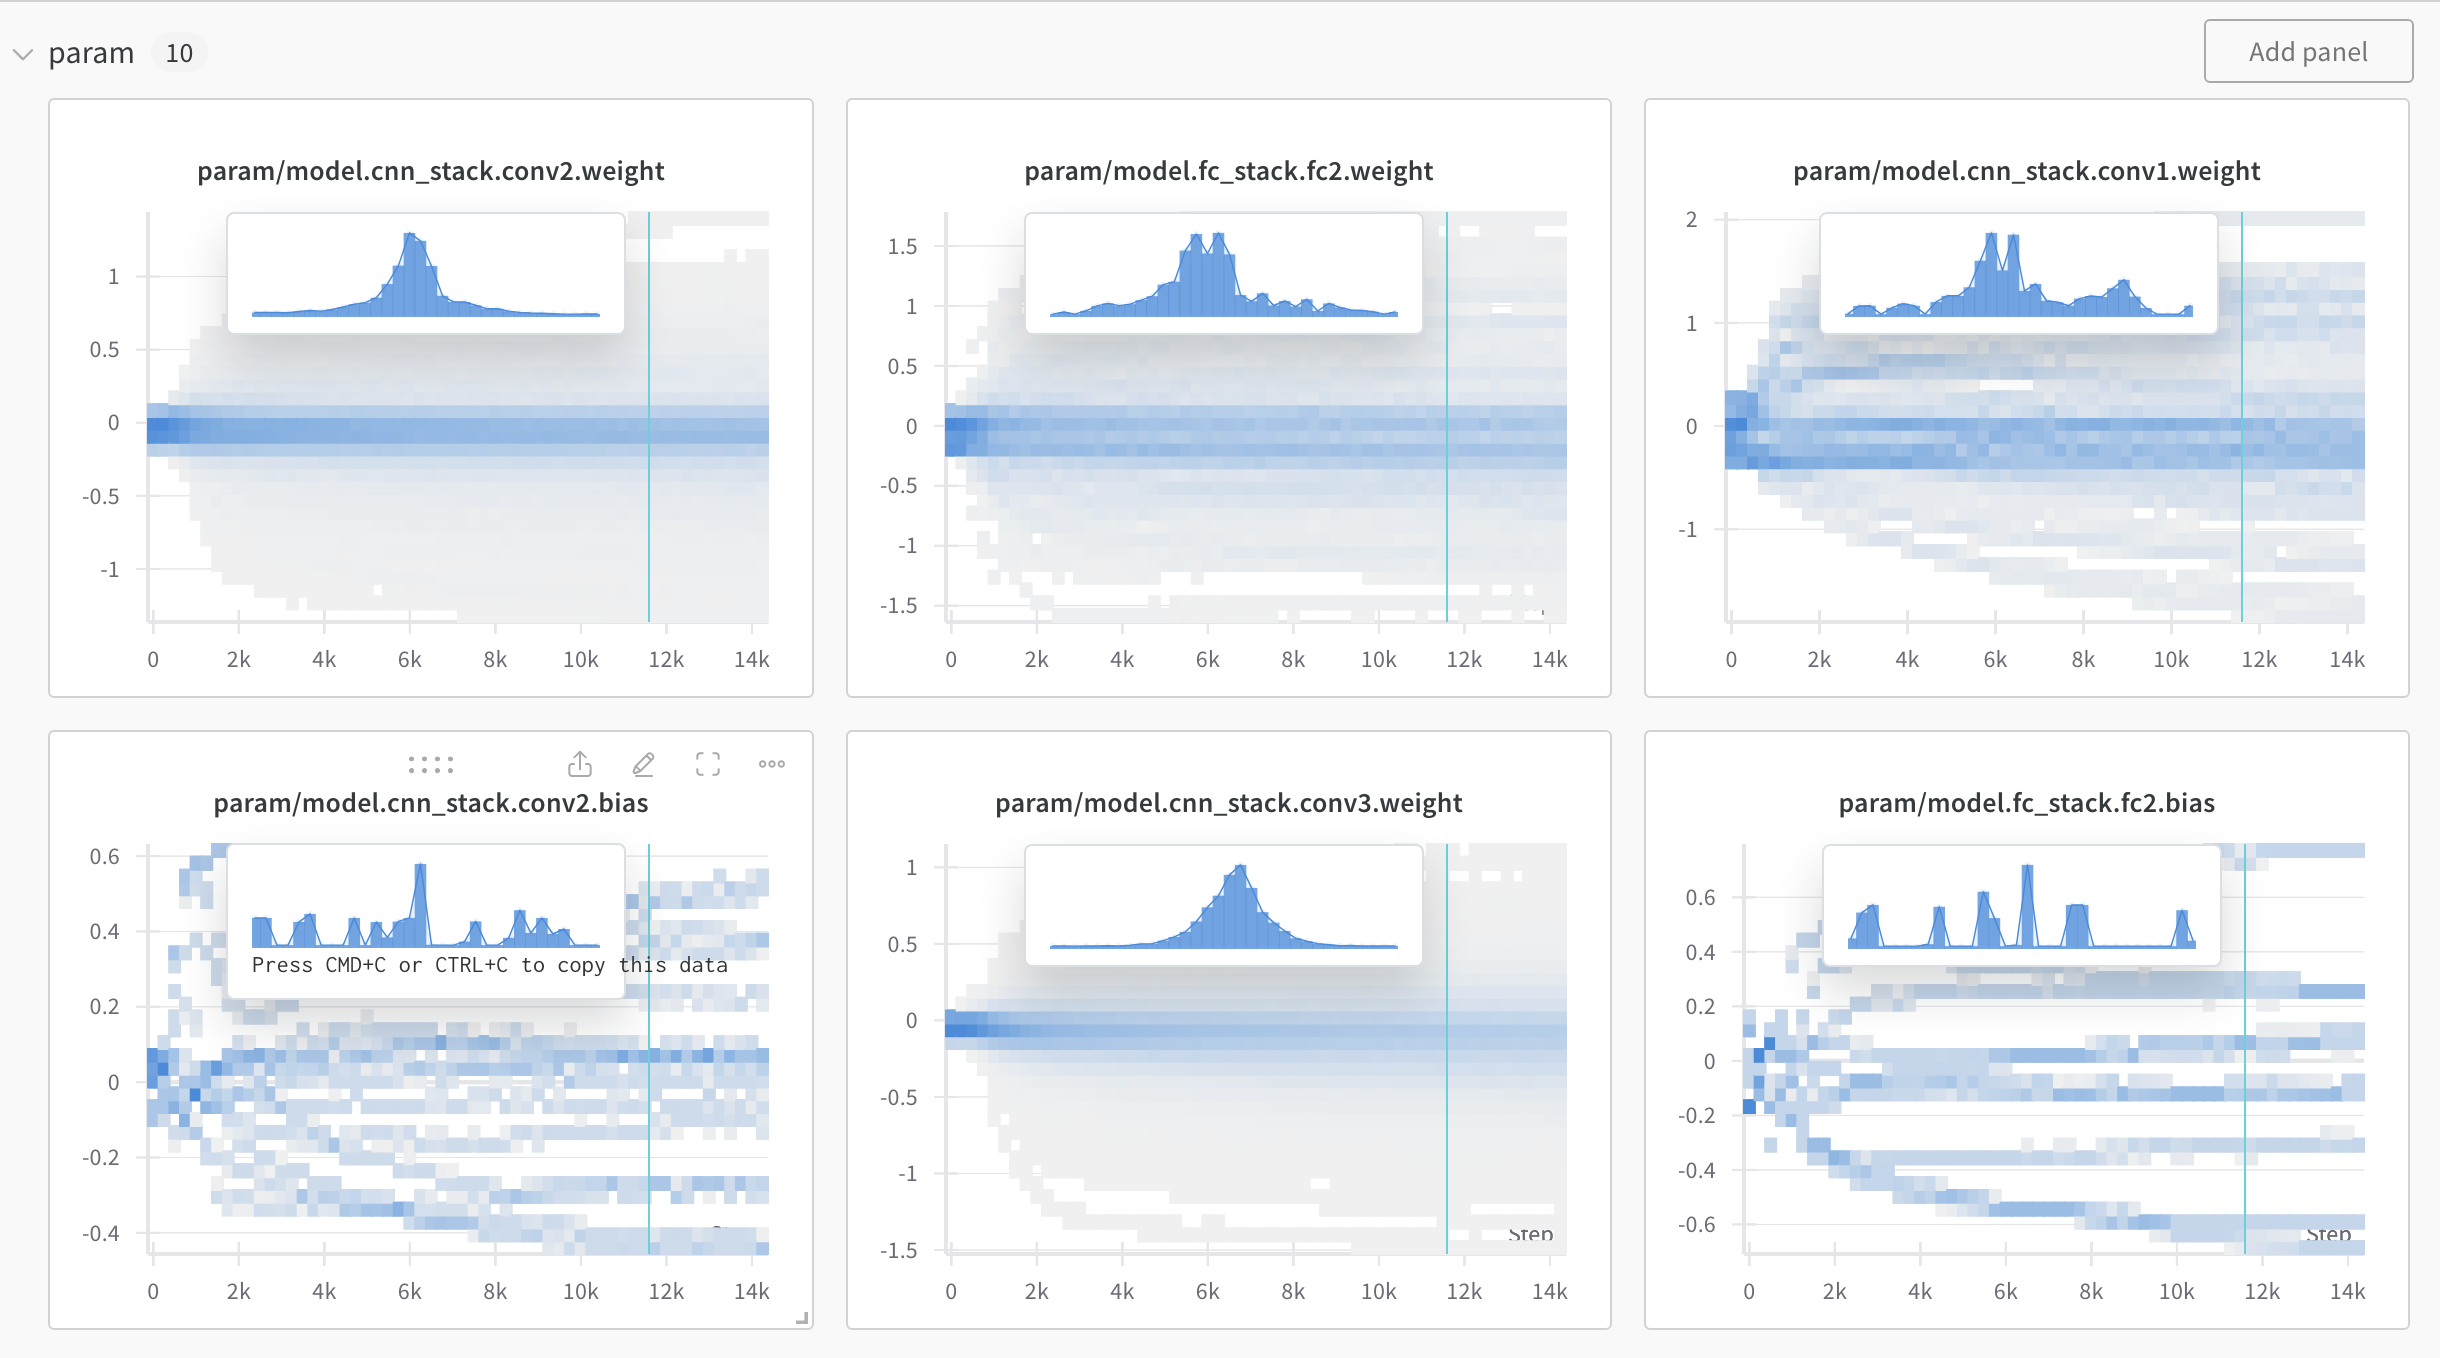 param 10
Add panel
param/model.cnn_stack.conv2.weight
1
0.5
0
-0.5
-1
0 2k 4k 6k 8k 10k 12k 14k
param/model.fc_stack.fc2.weight
1.5
1
0.5
0
-0.5
-1
-1.5
0 2k 4k 6k 8k 10k 12k 14k
param/model.cnn_stack.conv1.weight
2
1
0
-1
0 2k 4k 6k 8k 10k 12k 14k
param/model.cnn_stack.conv2.bias
Press CMD+C or CTRL+C to copy this data
0.6
0.4
0.2
0
-0.2
-0.4
0 2k 4k 6k 8k 10k 12k 14k
param/model.cnn_stack.conv3.weight
1
0.5
0
-0.5
-1
-1.5
Step
0 2k 4k 6k 8k 10k 12k 14k
param/model.fc_stack.fc2.bias
0.6
0.4
0.2
0
-0.2
-0.4
-0.6
Step
0 2k 4k 6k 8k 10k 12k 14k